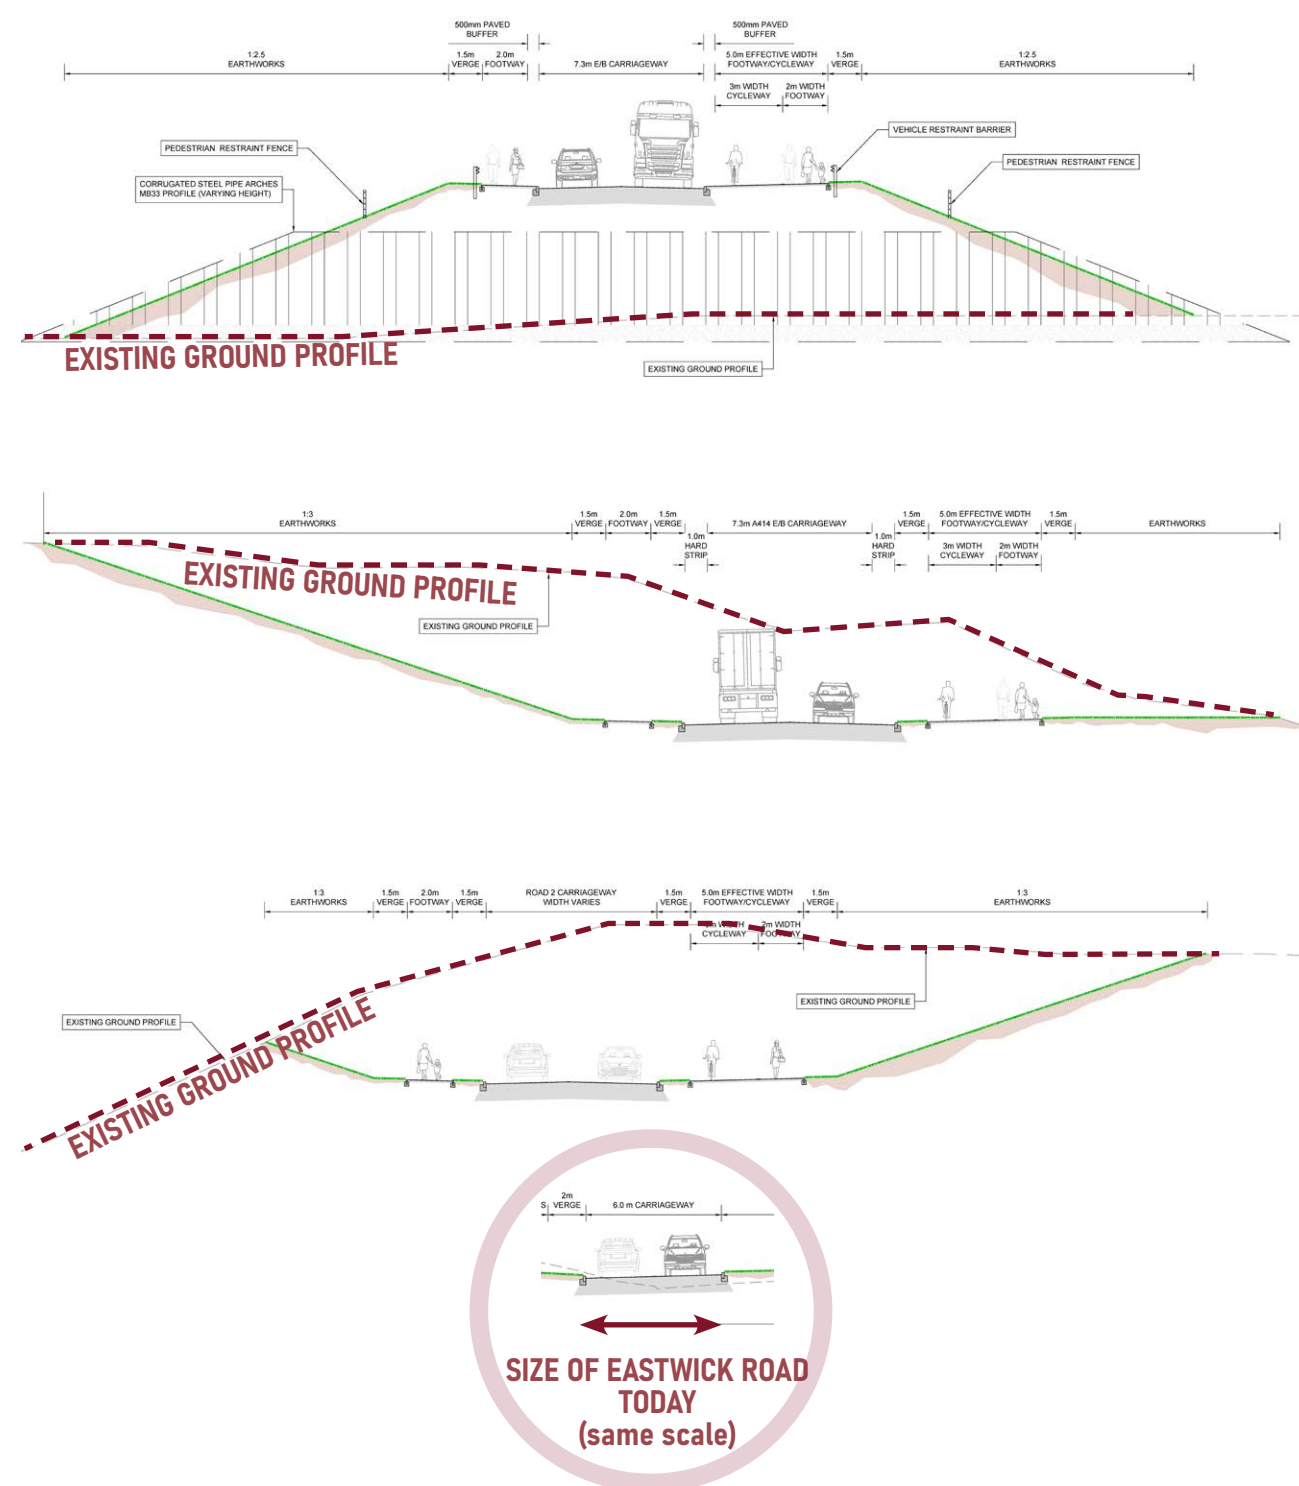 500mm PAVED
BUFFER
500mm PAVED
BUFFER
1:2.5
EARTHWORKS
1.5m
VERGE
2.0m
FOOTWAY
7.3m E/B CARRIAGEWAY
5.0m EFFECTIVE WIDTH
FOOTWAY/CYCLEWAY
1.5m
VERGE
1:2.5
EARTHWORKS
3m WIDTH
CYCLEWAY
2m WIDTH
FOOTWAY
VEHICLE RESTRAINT BARRIER
PEDESTRIAN RESTRAINT FENCE
PEDESTRIAN RESTRAINT FENCE
CORRUGATED STEEL PIPE ARCHES
MB33 PROFILE (VARYING HEIGHT)
EXISTING GROUND PROFILE
EXISTING GROUND PROFILE
1:3
EARTHWORKS
1.5m
VERGE
2.0m
FOOTWAY
1.5m
VERGE
1.0m
HARD
STRIP
7.3m A414 E/B CARRIAGEWAY
1.0m
HARD
STRIP
1.5m
VERGE
5.0m EFFECTIVE WIDTH
FOOTWAY/CYCLEWAY
1.5m
VERGE
EARTHWORKS
3m WIDTH
CYCLEWAY
2m WIDTH
FOOTWAY
EXISTING GROUND PROFILE
EXISTING GROUND PROFILE
1:3
EARTHWORKS
1.5m
VERGE
2.0m
FOOTWAY
1.5m
VERGE
ROAD 2 CARRIAGEWAY
WIDTH VARIES
1.5m
VERGE
5.0m EFFECTIVE WIDTH
FOOTWAY/CYCLEWAY
1.5m
VERGE
1:3
EARTHWORKS
WIDTH
CYCLEWAY
2m WIDTH
FOOTWAY
EXISTING GROUND PROFILE
EXISTING GROUND PROFILE
EXISTING GROUND PROFILE
S
2m
VERGE
6.0 m CARRIAGEWAY
SIZE OF EASTWICK ROAD
TODAY
(same scale)